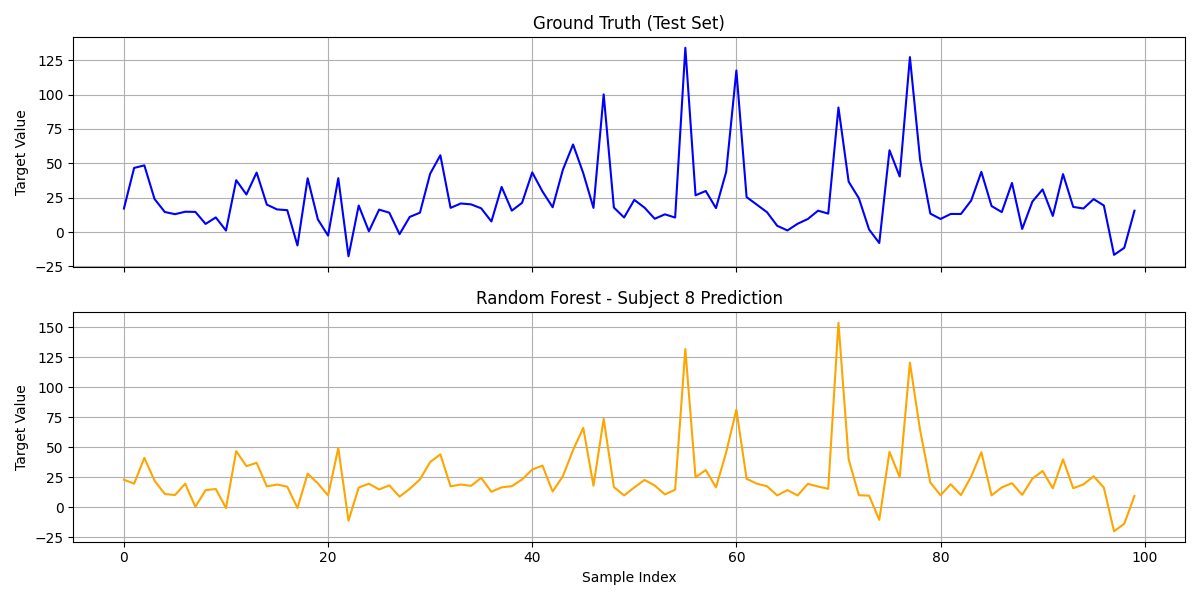 Ground Truth (Test Set)
Target Value
125
100
75
50
25
0
−25
Random Forest - Subject 8 Prediction
Target Value
150
125
100
75
50
25
0
−25
0 20 40 60 80 100
Sample Index